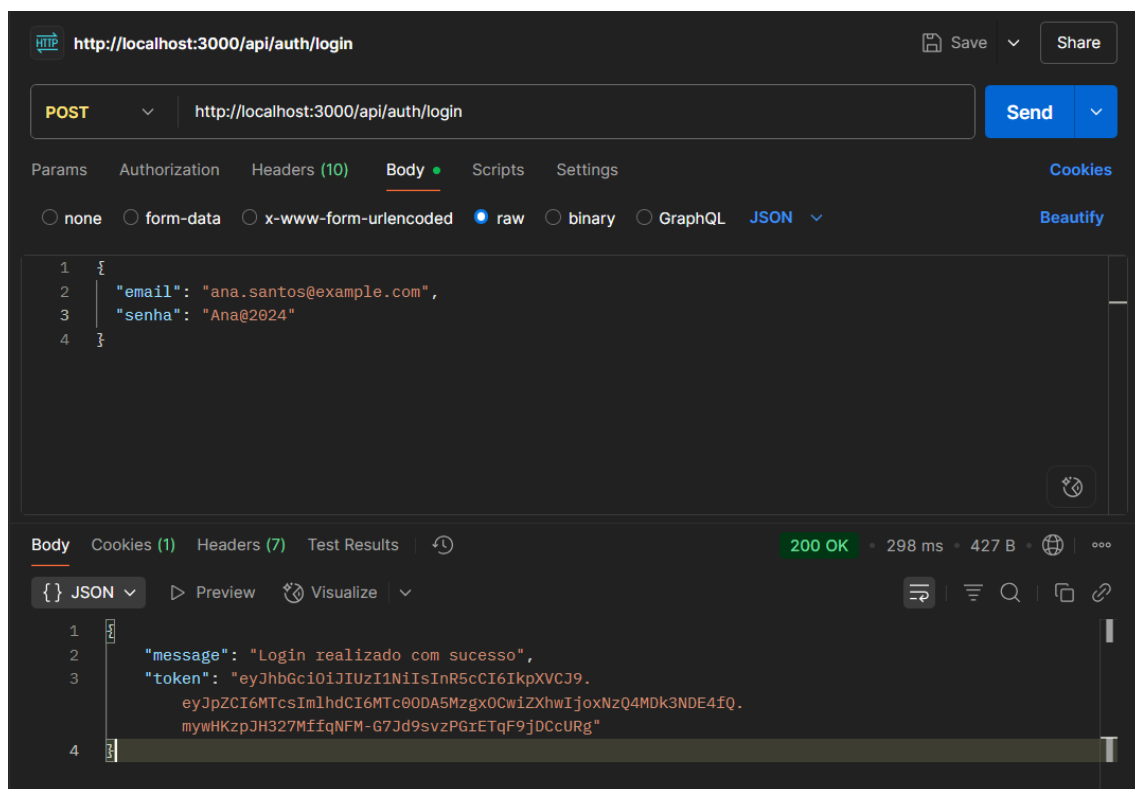 HTTP http://localhost:3000/api/auth/login Save Share
POST http://localhost:3000/api/auth/login Send
Params Authorization Headers (10) Body Scripts Settings Cookies
none form-data x-www-form-urlencoded raw binary GraphQL JSON Beautify
1 {
2 "email": "ana.santos@example.com",
3 "senha": "Ana@2024"
4 }
Body Cookies (1) Headers (7) Test Results 200 OK • 298 ms • 427 B
{} JSON Preview Visualize
1 {
2 "message": "Login realizado com sucesso",
3 "token": "eyJhbGciOiJIUzI1NiIsInR5cCI6IkpXVCJ9.
eyJpZCI6MTcsImlhdCI6MTc0ODA5MzgxOCwiZXhwIjoxNzQ4MDk3NDE4fQ.
mywHKzpJH327MffqNFM-G7Jd9svzPGrETqF9jDCcURg"
4 }